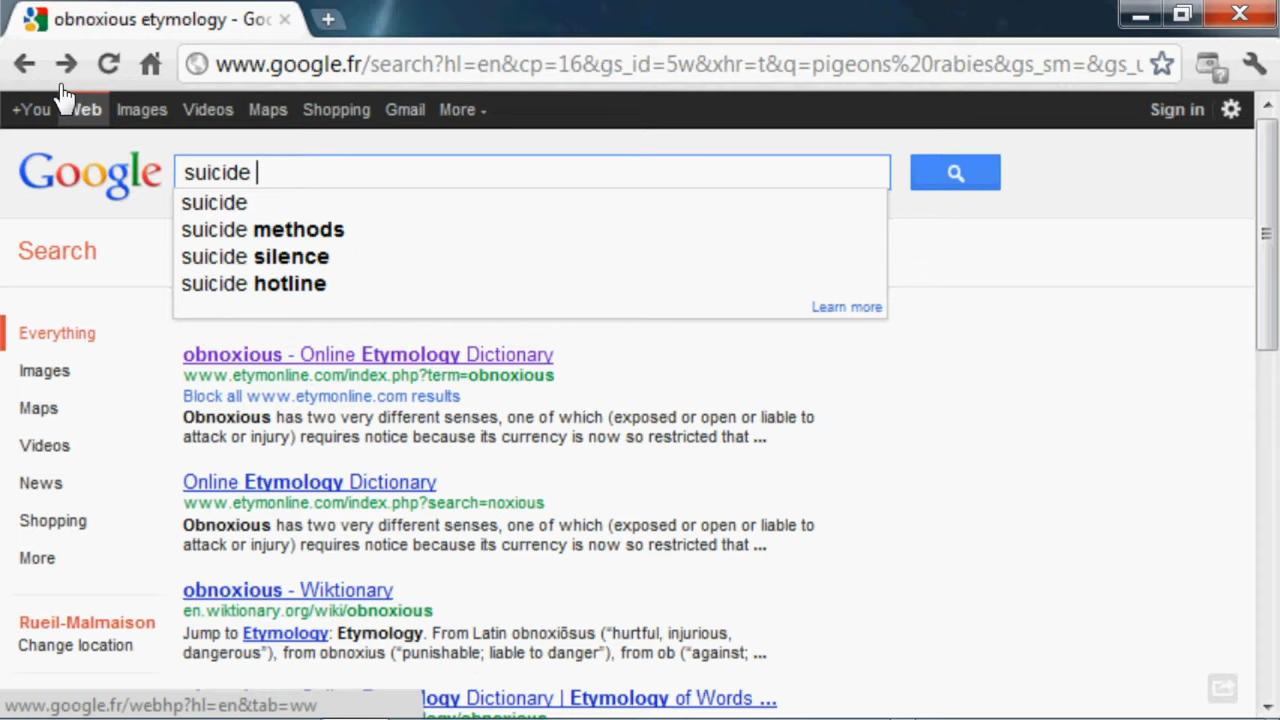 obnoxious etymology - Goo
www.google.fr/search?hl=en&cp=16&gs_id=5w&xhr=t&q=pigeons%20rabies&gs_sm=&gs_u
+You Web Images Videos Maps Shopping Gmail More Sign in
Google suicide
suicide
suicide methods
suicide silence
suicide hotline
Learn more
Search
Everything
Images
Maps
Videos
News
Shopping
More
Rueil-Malmaison
Change location
obnoxious - Online Etymology Dictionary
www.etymonline.com/index.php?term=obnoxious
Block all www.etymonline.com results
Obnoxious has two very different senses, one of which (exposed or open or liable to
attack or injury) requires notice because its currency is now so restricted that ...
Online Etymology Dictionary
www.etymonline.com/index.php?search=noxious
Obnoxious has two very different senses, one of which (exposed or open or liable to
attack or injury) requires notice because its currency is now so restricted that ...
obnoxious - Wiktionary
en.wiktionary.org/wiki/obnoxious
Jump to Etymology: Etymology. From Latin obnoxiōsus (“hurtful, injurious,
dangerous”), from obnoxius (“punishable; liable to danger”), from ob (“against; ...
Dictionary | Etymology of Words ...
www.google.fr/webhp?hl=en&tab=ww